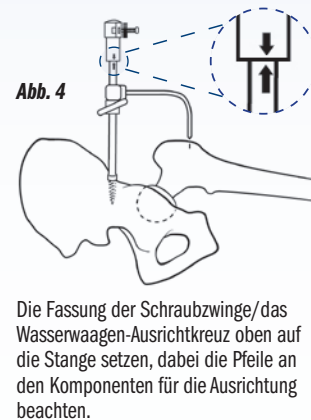 Abb. 4
Die Fassung der Schraubzwinge/das
Wasserwaagen-Ausrichtkreuz oben auf
die Stange setzen, dabei die Pfeile an
den Komponenten für die Ausrichtung
beachten.